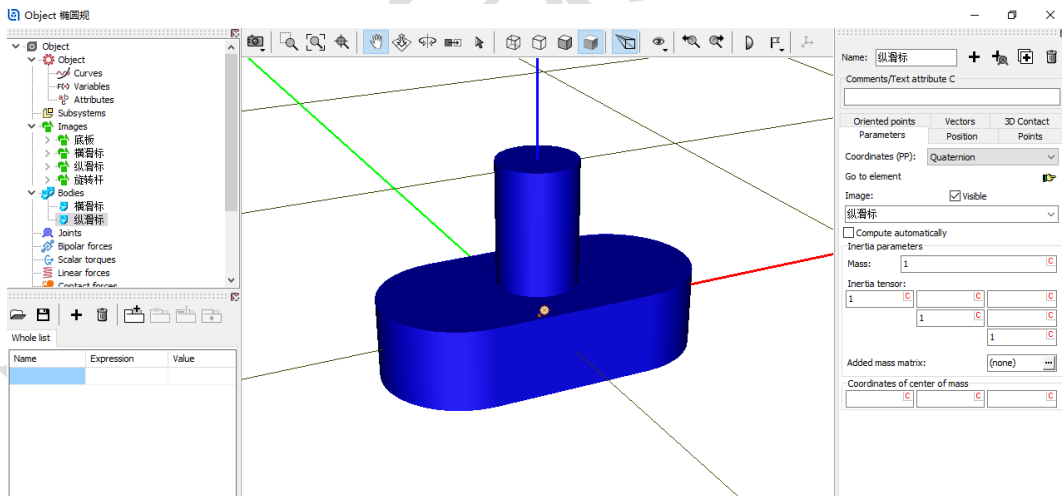 Object 椭圆规
Object
Object
Curves
Variables
Attributes
Subsystems
Images
底板
横滑标
纵滑标
旋转杆
Bodies
横滑标
纵滑标
Joints
Bipolar forces
Scalar torques
Linear forces
Contact forces
Whole list
Name Expression Value
Name: 纵滑标
Comments/Text attribute C
Oriented points Vectors 3D Contact
Parameters Position Points
Coordinates (PP): Quaternion
Go to element
Image: Visible
纵滑标
Compute automatically
Inertia parameters
Mass: 1 C
Inertia tensor:
1 C C C
1 C C
1 C
Added mass matrix: (none) ...
Coordinates of center of mass
C C C